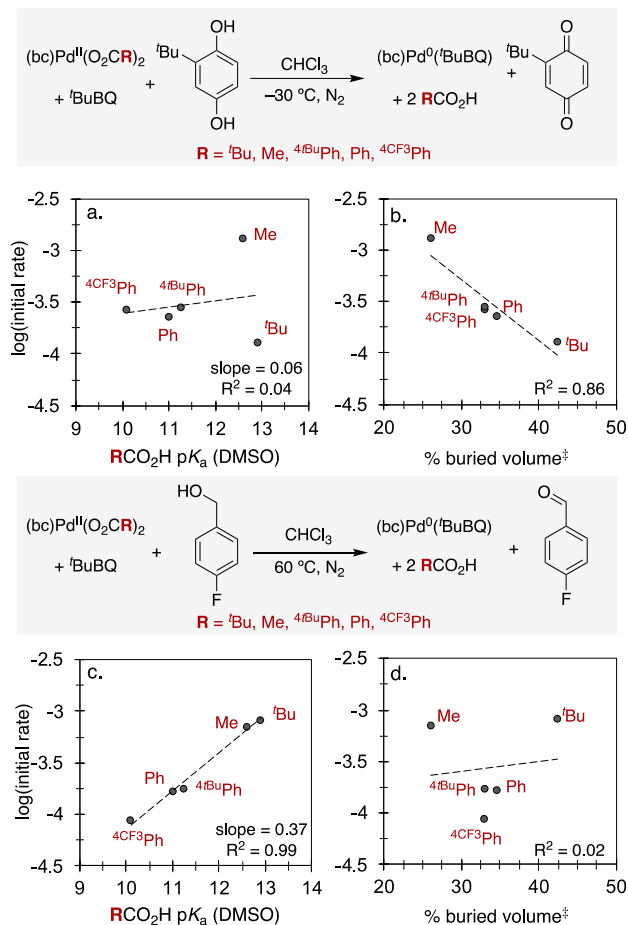 OH
(bc)Pdᴵᴵ(O₂CR)₂ + ᵗBu CHCl₃ (bc)Pd⁰(ᵗBuBQ) + ᵗBu O
+ ᵗBuBQ –30 ºC, N₂ + 2 RCO₂H
OH O
R = ᵗBu, Me, ⁴ᵗᴮᵘPh, Ph, ⁴ᶜᶠ³Ph
a.
log(initial rate)
-2.5
-3
-3.5
-4
-4.5
Me
⁴ᶜᶠ³Ph
⁴ᵗᴮᵘPh
Ph
ᵗBu
slope = 0.06
R² = 0.04
9 10 11 12 13 14
RCO₂H pKₐ (DMSO)
b.
-2.5
-3
-3.5
-4
-4.5
Me
⁴ᵗᴮᵘPh
⁴ᶜᶠ³Ph
Ph
ᵗBu
R² = 0.86
20 30 40 50
% buried volume‡
HO O
(bc)Pdᴵᴵ(O₂CR)₂ + CHCl₃ (bc)Pd⁰(ᵗBuBQ) +
+ ᵗBuBQ 60 ºC, N₂ + 2 RCO₂H
F F
R = ᵗBu, Me, ⁴ᵗᴮᵘPh, Ph, ⁴ᶜᶠ³Ph
c.
log(initial rate)
-2.5
-3
-3.5
-4
-4.5
Me
ᵗBu
Ph
⁴ᵗᴮᵘPh
⁴ᶜᶠ³Ph
slope = 0.37
R² = 0.99
9 10 11 12 13 14
RCO₂H pKₐ (DMSO)
d.
-2.5
-3
-3.5
-4
-4.5
Me
ᵗBu
⁴ᵗᴮᵘPh
Ph
⁴ᶜᶠ³Ph
R² = 0.02
20 30 40 50
% buried volume‡